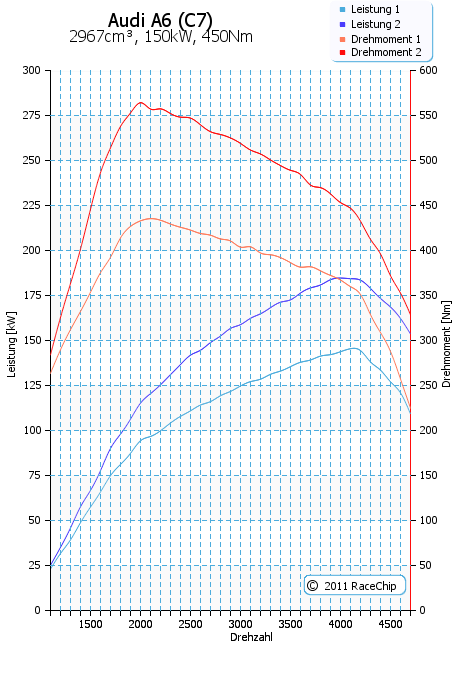 Audi A6 (C7)
2967cm³, 150kW, 450Nm
Leistung 1
Leistung 2
Drehmoment 1
Drehmoment 2
300
275
250
225
200
175
150
125
100
75
50
25
0
Leistung [kW]
600
550
500
450
400
350
300
250
200
150
100
50
0
Drehmoment [Nm]
© 2011 RaceChip
1500 2000 2500 3000 3500 4000 4500
Drehzahl